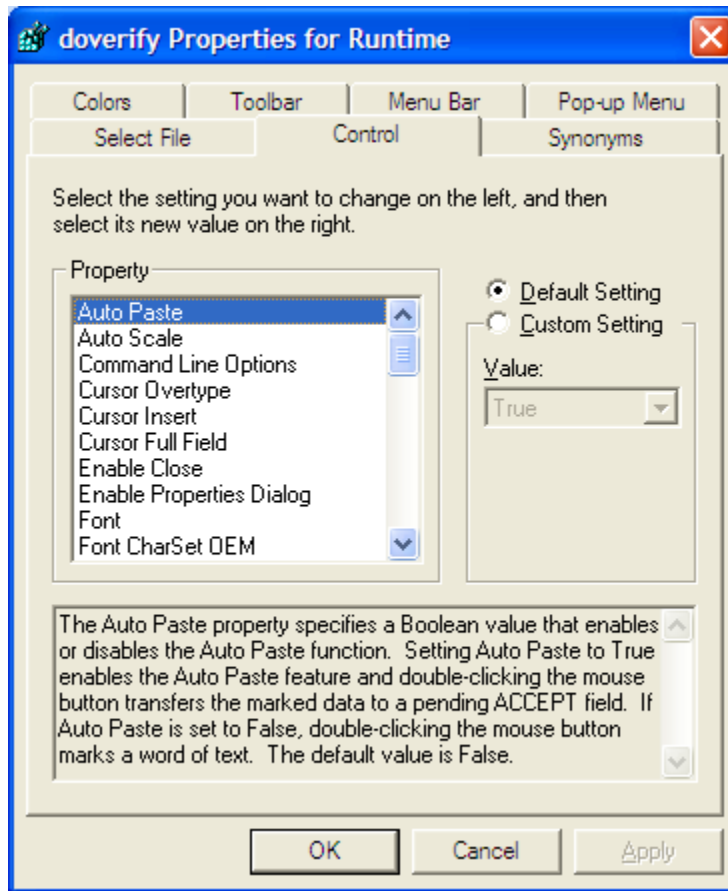 doverify Properties for Runtime
Colors
Toolbar
Menu Bar
Pop-up Menu
Select File
Control
Synonyms
Select the setting you want to change on the left, and then
select its new value on the right.
Property
Auto Paste
Auto Scale
Command Line Options
Cursor Overtype
Cursor Insert
Cursor Full Field
Enable Close
Enable Properties Dialog
Font
Font CharSet OEM
Default Setting
Custom Setting
Value:
True
The Auto Paste property specifies a Boolean value that enables
or disables the Auto Paste function.  Setting Auto Paste to True
enables the Auto Paste feature and double-clicking the mouse
button transfers the marked data to a pending ACCEPT field.  If
Auto Paste is set to False, double-clicking the mouse button
marks a word of text.  The default value is False.
OK
Cancel
Apply